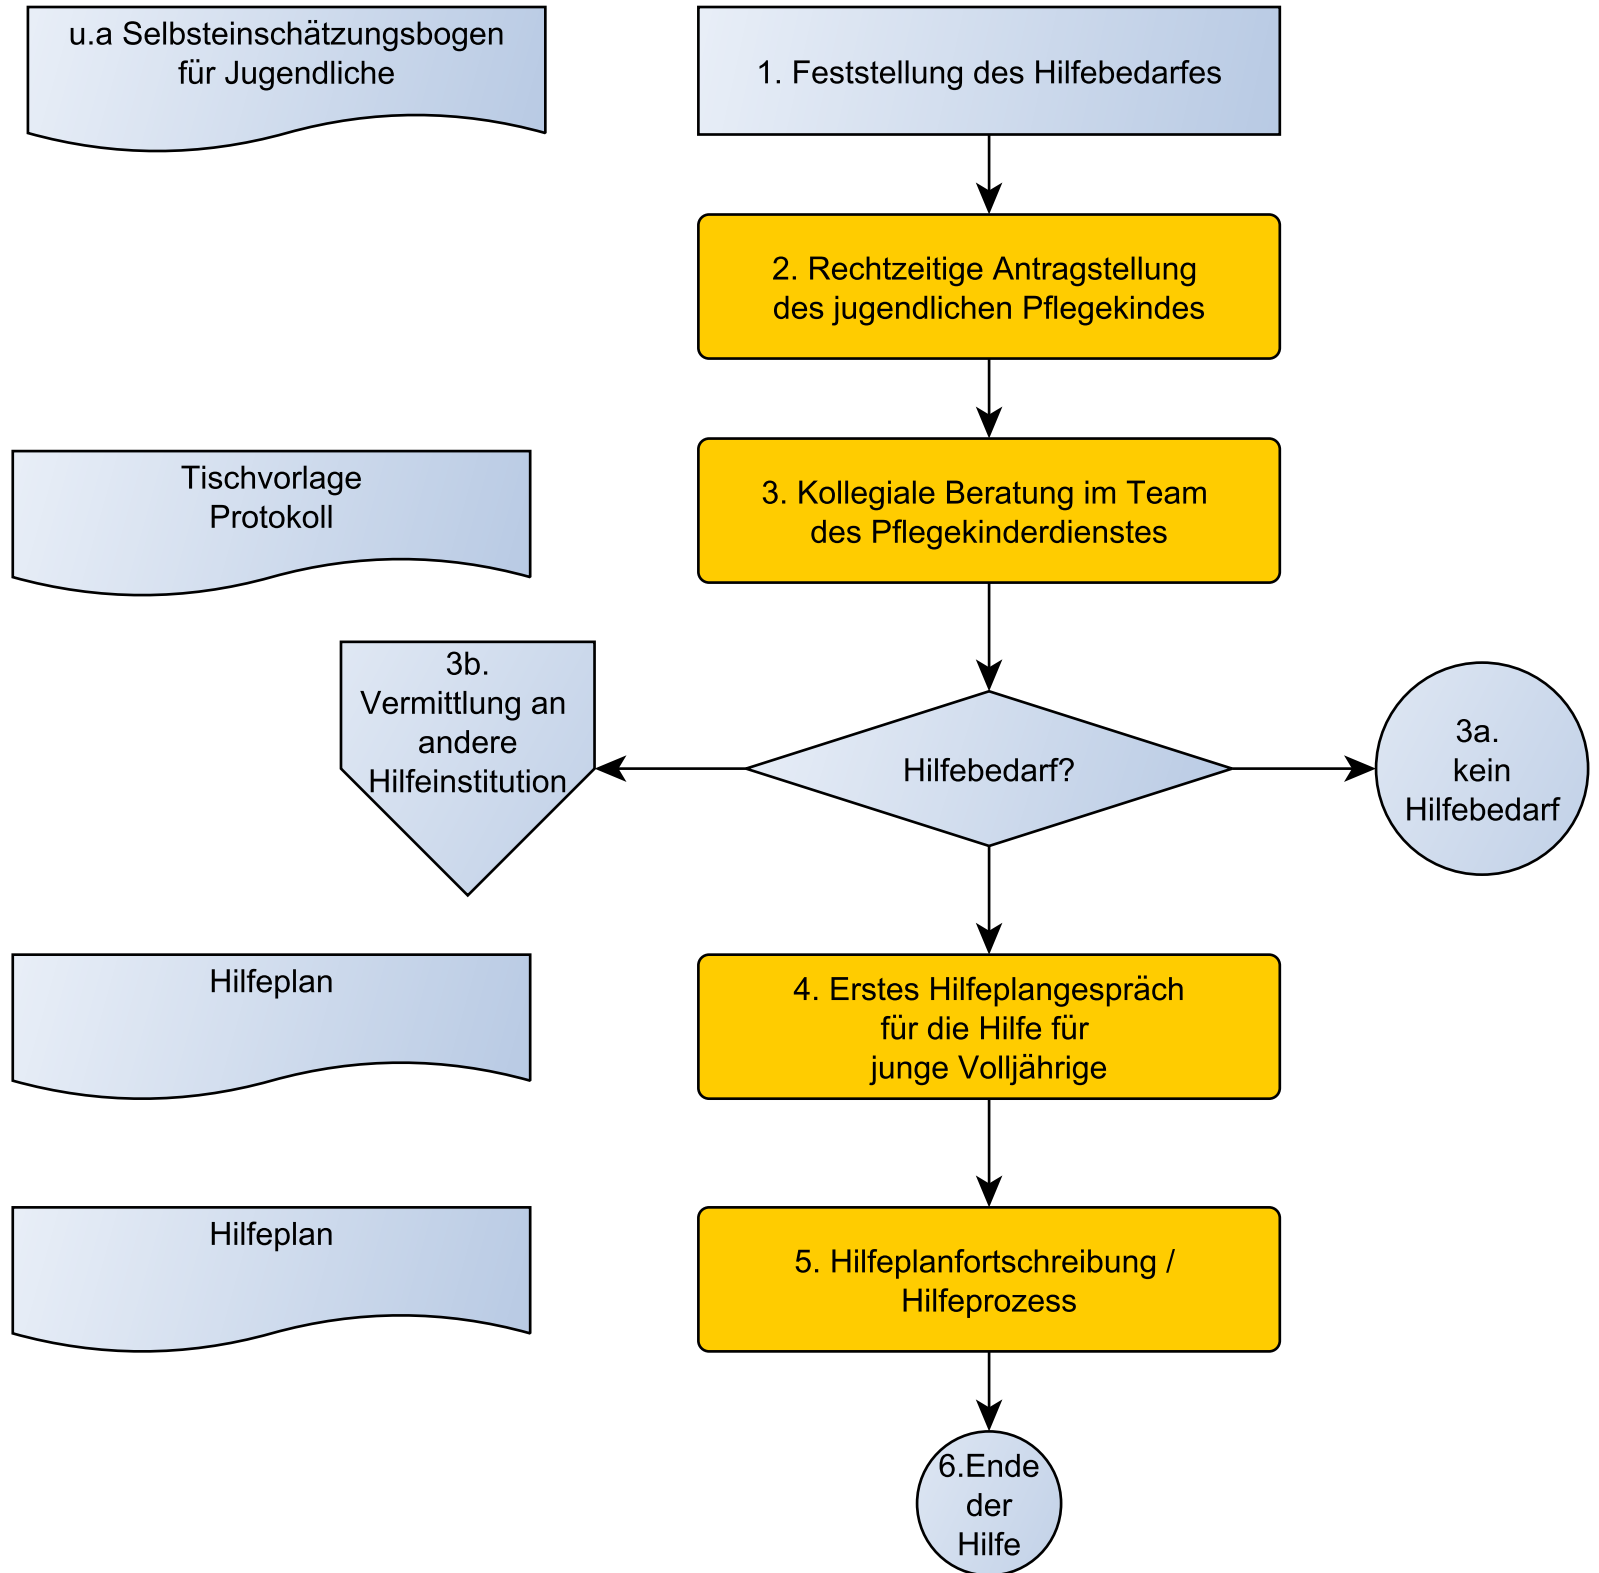 u.a Selbsteinschätzungsbogen
für Jugendliche
1. Feststellung des Hilfebedarfes
2. Rechtzeitige Antragstellung
des jugendlichen Pflegekindes
Tischvorlage
Protokoll
3. Kollegiale Beratung im Team
des Pflegekinderdienstes
3b.
Vermittlung an
andere
Hilfeinstitution
Hilfebedarf?
3a.
kein
Hilfebedarf
Hilfeplan
4. Erstes Hilfeplangespräch
für die Hilfe für
junge Volljährige
Hilfeplan
5. Hilfeplanfortschreibung /
Hilfeprozess
6.Ende
der
Hilfe